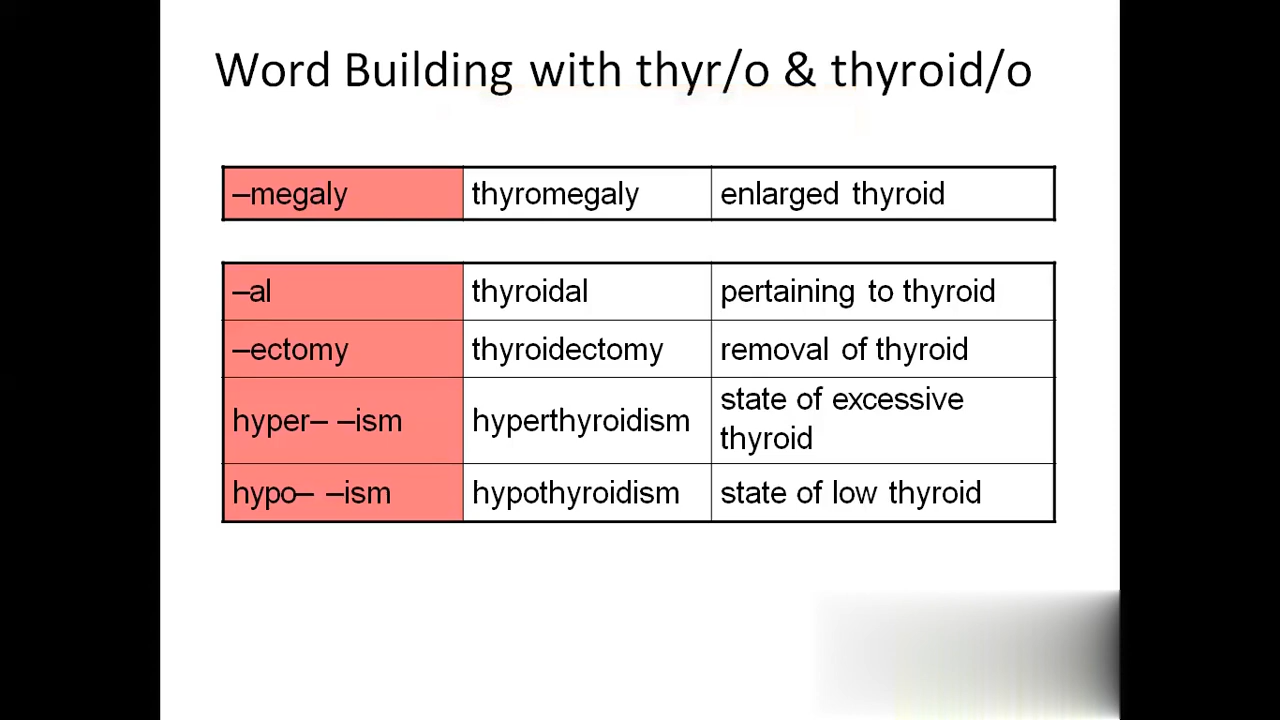 Word Building with thyr/o & thyroid/o
–megaly thyromegaly enlarged thyroid
–al thyroidal pertaining to thyroid
–ectomy thyroidectomy removal of thyroid
hyper– –ism hyperthyroidism state of excessive
thyroid
hypo– –ism hypothyroidism state of low thyroid